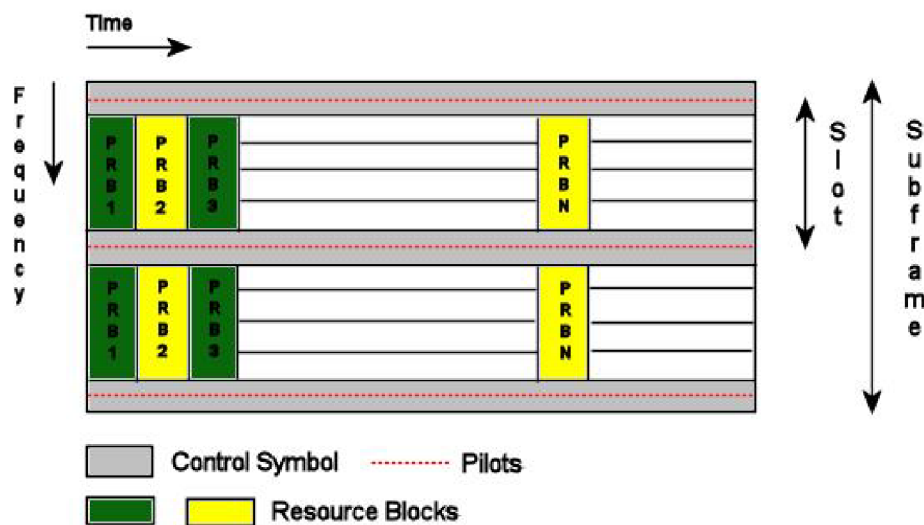 Time
Frequency
PRB1 PRB2 PRB3 PRBN
PRB1 PRB2 PRB3 PRBN
Slot
Subframe
Control Symbol Pilots
Resource Blocks